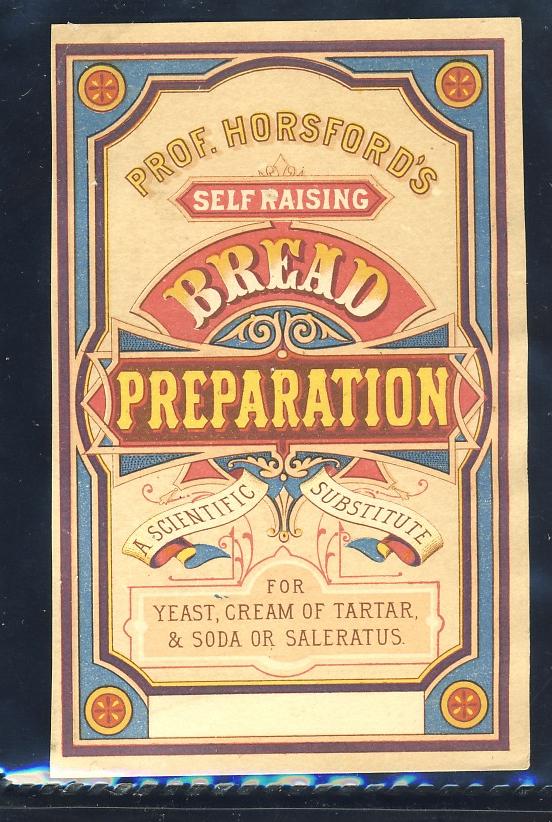 PROF. HORSFORD'S
SELF RAISING
BREAD
PREPARATION
A SCIENTIFIC SUBSTITUTE
FOR
YEAST, CREAM OF TARTAR,
& SODA OR SALERATUS.